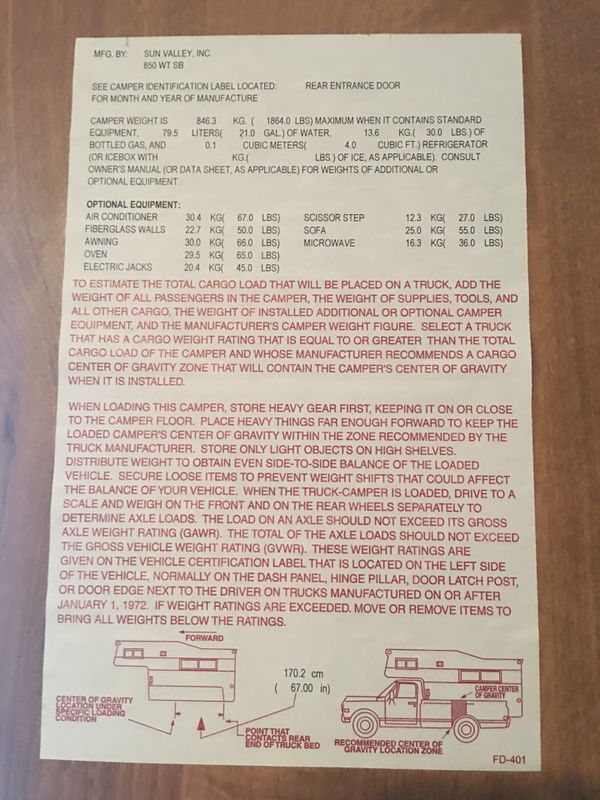 MFG. BY: SUN VALLEY, INC.
850 WT SB
SEE CAMPER IDENTIFICATION LABEL LOCATED: REAR ENTRANCE DOOR
FOR MONTH AND YEAR OF MANUFACTURE
CAMPER WEIGHT IS 846.3 KG. ( 1864.0 LBS) MAXIMUM WHEN IT CONTAINS STANDARD
EQUIPMENT, 79.5 LITERS( 21.0 GAL.) OF WATER, 13.6 KG.( 30.0 LBS.) OF
BOTTLED GAS, AND 0.1 CUBIC METERS( 4.0 CUBIC FT.) REFRIGERATOR
(OR ICEBOX WITH KG.( LBS.) OF ICE, AS APPLICABLE). CONSULT
OWNER'S MANUAL (OR DATA SHEET, AS APPLICABLE) FOR WEIGHTS OF ADDITIONAL OR
OPTIONAL EQUIPMENT.
OPTIONAL EQUIPMENT:
AIR CONDITIONER 30.4 KG( 67.0 LBS) SCISSOR STEP 12.3 KG( 27.0 LBS)
FIBERGLASS WALLS 22.7 KG( 50.0 LBS) SOFA 25.0 KG( 55.0 LBS)
AWNING 30.0 KG( 66.0 LBS) MICROWAVE 16.3 KG( 36.0 LBS)
OVEN 29.5 KG( 65.0 LBS)
ELECTRIC JACKS 20.4 KG( 45.0 LBS)
TO ESTIMATE THE TOTAL CARGO LOAD THAT WILL BE PLACED ON A TRUCK, ADD THE
WEIGHT OF ALL PASSENGERS IN THE CAMPER, THE WEIGHT OF SUPPLIES, TOOLS, AND
ALL OTHER CARGO, THE WEIGHT OF INSTALLED ADDITIONAL OR OPTIONAL CAMPER
EQUIPMENT, AND THE MANUFACTURER'S CAMPER WEIGHT FIGURE. SELECT A TRUCK
THAT HAS A CARGO WEIGHT RATING THAT IS EQUAL TO OR GREATER THAN THE TOTAL
CARGO LOAD OF THE CAMPER AND WHOSE MANUFACTURER RECOMMENDS A CARGO
CENTER OF GRAVITY ZONE THAT WILL CONTAIN THE CAMPER'S CENTER OF GRAVITY
WHEN IT IS INSTALLED.
WHEN LOADING THIS CAMPER, STORE HEAVY GEAR FIRST, KEEPING IT ON OR CLOSE
TO THE CAMPER FLOOR. PLACE HEAVY THINGS FAR ENOUGH FORWARD TO KEEP THE
LOADED CAMPER'S CENTER OF GRAVITY WITHIN THE ZONE RECOMMENDED BY THE
TRUCK MANUFACTURER. STORE ONLY LIGHT OBJECTS ON HIGH SHELVES.
DISTRIBUTE WEIGHT TO OBTAIN EVEN SIDE-TO-SIDE BALANCE OF THE LOADED
VEHICLE. SECURE LOOSE ITEMS TO PREVENT WEIGHT SHIFTS THAT COULD AFFECT
THE BALANCE OF YOUR VEHICLE. WHEN THE TRUCK-CAMPER IS LOADED, DRIVE TO A
SCALE AND WEIGH ON THE FRONT AND ON THE REAR WHEELS SEPARATELY TO
DETERMINE AXLE LOADS. THE LOAD ON AN AXLE SHOULD NOT EXCEED ITS GROSS
AXLE WEIGHT RATING (GAWR). THE TOTAL OF THE AXLE LOADS SHOULD NOT EXCEED
THE GROSS VEHICLE WEIGHT RATING (GVWR). THESE WEIGHT RATINGS ARE
GIVEN ON THE VEHICLE CERTIFICATION LABEL THAT IS LOCATED ON THE LEFT SIDE
OF THE VEHICLE, NORMALLY ON THE DASH PANEL, HINGE PILLAR, DOOR LATCH POST,
OR DOOR EDGE NEXT TO THE DRIVER ON TRUCKS MANUFACTURED ON OR AFTER
JANUARY 1, 1972. IF WEIGHT RATINGS ARE EXCEEDED. MOVE OR REMOVE ITEMS TO
BRING ALL WEIGHTS BELOW THE RATINGS.
FORWARD
170.2 cm
( 67.00 in)
CENTER OF GRAVITY
LOCATION UNDER
SPECIFIC LOADING
CONDITION
POINT THAT
CONTACTS REAR
END OF TRUCK BED
CAMPER CENTER
OF GRAVITY
RECOMMENDED CENTER OF
GRAVITY LOCATION ZONE
FD-401